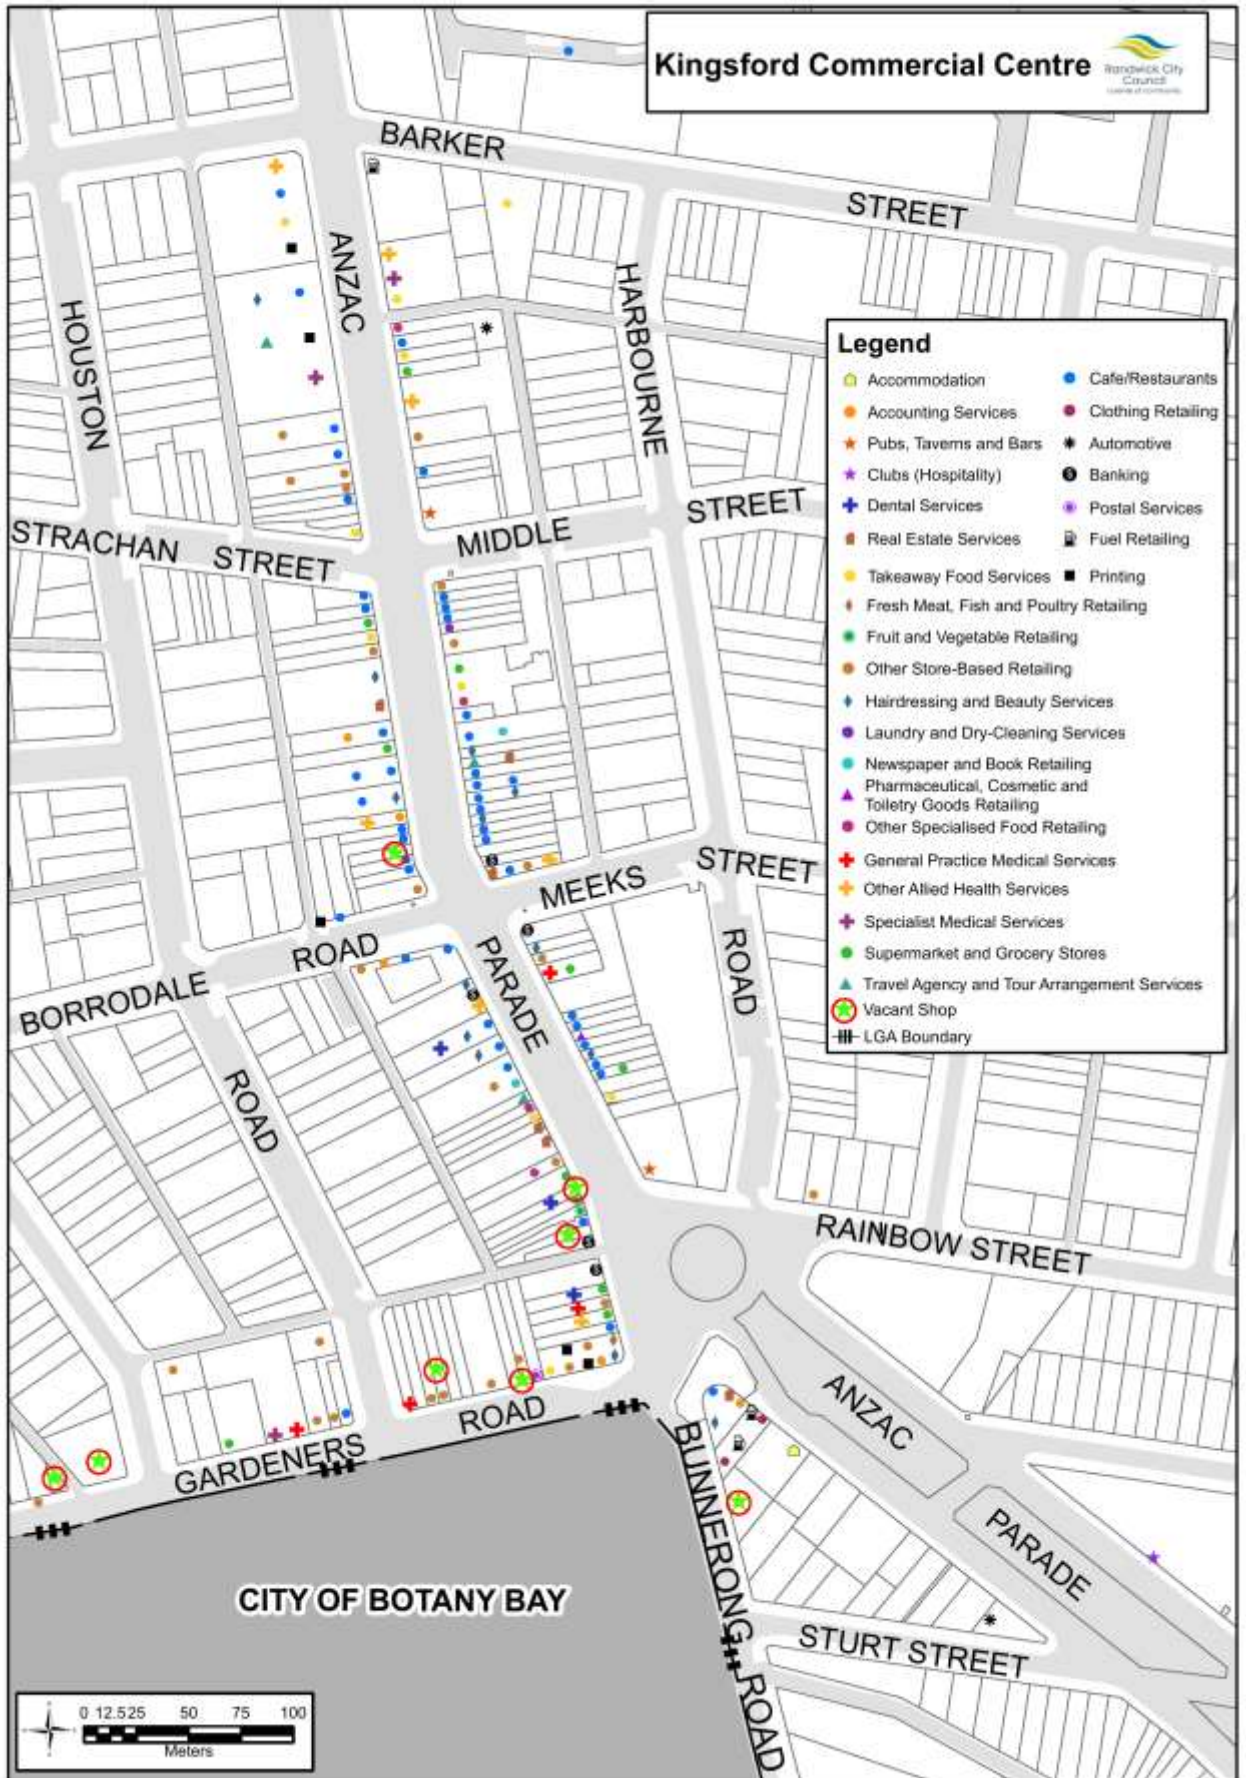 Kingsford Commercial Centre
Randwick City
Council
a sense of community
BARKER
STREET
ANZAC
HOUSTON
HARBOURNE
STRACHAN
STREET
MIDDLE
STREET
Legend
Accommodation
Accounting Services
Pubs, Taverns and Bars
Clubs (Hospitality)
Dental Services
Real Estate Services
Takeaway Food Services
Fresh Meat, Fish and Poultry Retailing
Fruit and Vegetable Retailing
Other Store-Based Retailing
Hairdressing and Beauty Services
Laundry and Dry-Cleaning Services
Newspaper and Book Retailing
Pharmaceutical, Cosmetic and
Toiletry Goods Retailing
Other Specialised Food Retailing
General Practice Medical Services
Other Allied Health Services
Specialist Medical Services
Supermarket and Grocery Stores
Travel Agency and Tour Arrangement Services
Vacant Shop
LGA Boundary
Cafe/Restaurants
Clothing Retailing
Automotive
Banking
Postal Services
Fuel Retailing
Printing
MEEKS
STREET
ROAD
BORRODALE
ROAD
PARADE
ROAD
RAINBOW STREET
GARDENERS
ROAD
ANZAC
PARADE
BUNNERONG
ROAD
STURT STREET
CITY OF BOTANY BAY
0 12.5 25 50 75 100
Meters